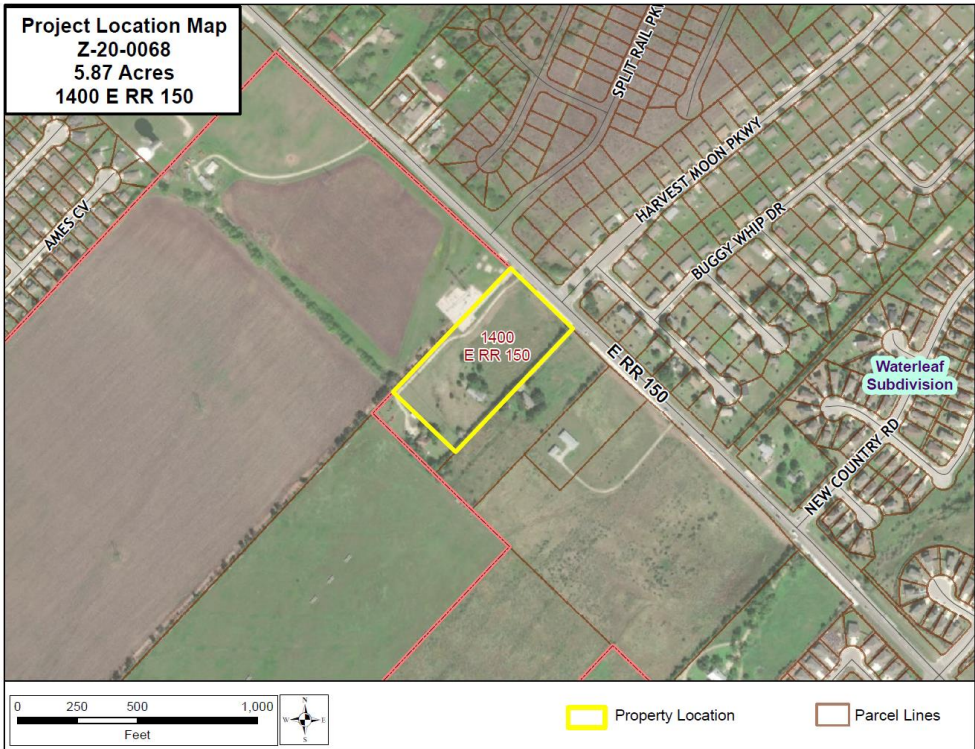 Project Location Map
Z-20-0068
5.87 Acres
1400 E RR 150
SPLIT RAIL PKWY
HARVEST MOON PKWY
BUGGY WHIP DR
AMES CV
1400
E RR 150
E RR 150
Waterleaf
Subdivision
NEW COUNTRY RD
0 250 500 1,000
Feet
N
W E
S
Property Location
Parcel Lines